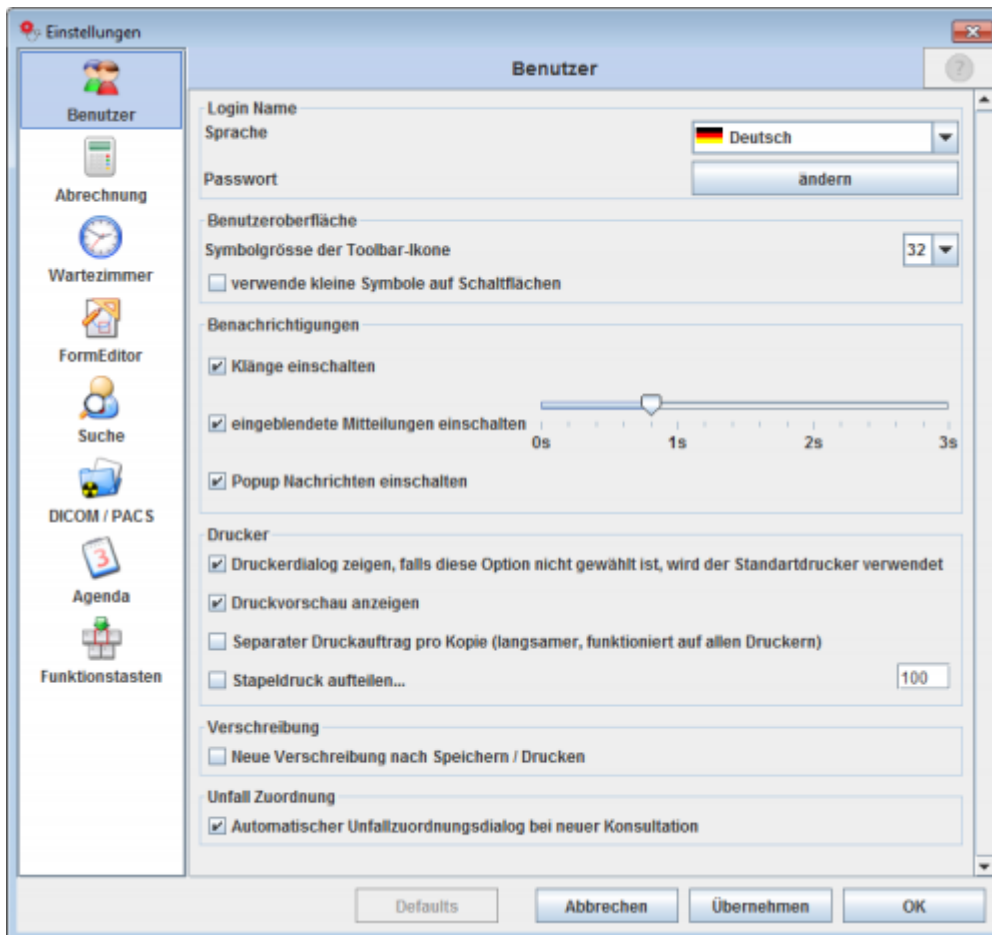 Einstellungen
Benutzer
Abrechnung
Wartezimmer
FormEditor
Suche
DICOM / PACS
3
Agenda
Funktionstasten
Benutzer
?
Login Name
Sprache
Deutsch
Passwort
ändern
Benutzeroberfläche
Symbolgrösse der Toolbar-Ikone
32
verwende kleine Symbole auf Schaltflächen
Benachrichtigungen
Klänge einschalten
eingeblendete Mitteilungen einschalten
0s 1s 2s 3s
Popup Nachrichten einschalten
Drucker
Druckerdialog zeigen, falls diese Option nicht gewählt ist, wird der Standartdrucker verwendet
Druckvorschau anzeigen
Separater Druckauftrag pro Kopie (langsamer, funktioniert auf allen Druckern)
Stapeldruck aufteilen...
100
Verschreibung
Neue Verschreibung nach Speichern / Drucken
Unfall Zuordnung
Automatischer Unfallzuordnungsdialog bei neuer Konsultation
Defaults
Abbrechen
Übernehmen
OK